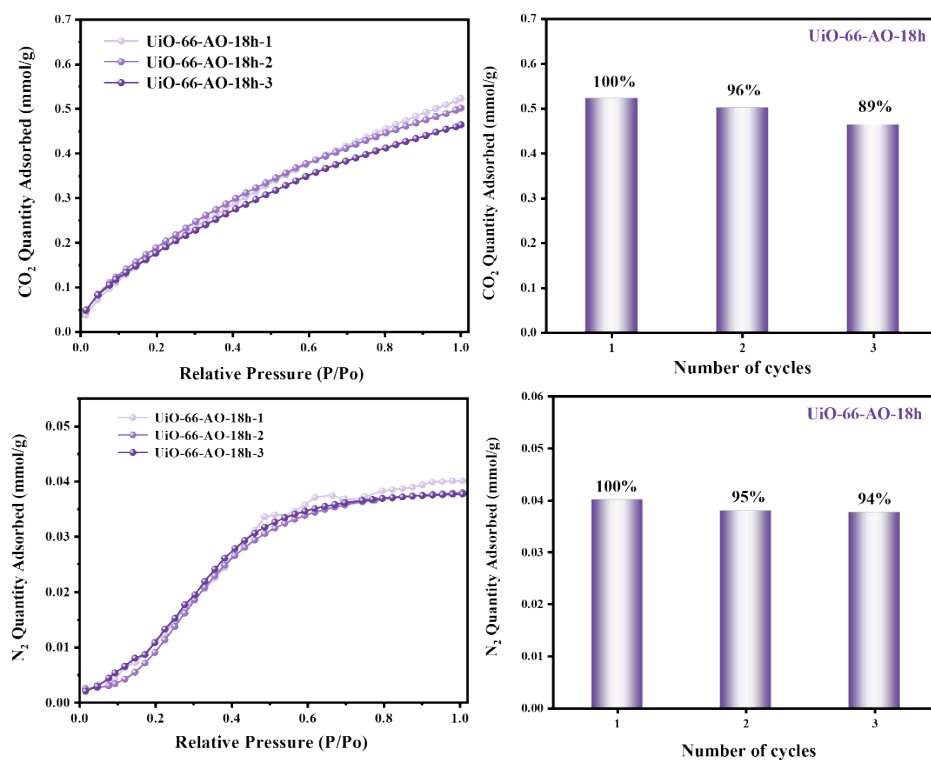 CO₂ Quantity Adsorbed (mmol/g)
0.7
0.6
0.5
0.4
0.3
0.2
0.1
0.0
UiO-66-AO-18h-1
UiO-66-AO-18h-2
UiO-66-AO-18h-3
0.0 0.2 0.4 0.6 0.8 1.0
Relative Pressure (P/Po)
CO₂ Quantity Adsorbed (mmol/g)
0.7
0.6
0.5
0.4
0.3
0.2
0.1
0.0
UiO-66-AO-18h
100% 96% 89%
1 2 3
Number of cycles
N₂ Quantity Adsorbed (mmol/g)
0.05
0.04
0.03
0.02
0.01
0.00
UiO-66-AO-18h-1
UiO-66-AO-18h-2
UiO-66-AO-18h-3
0.0 0.2 0.4 0.6 0.8 1.0
Relative Pressure (P/Po)
N₂ Quantity Adsorbed (mmol/g)
0.06
0.05
0.04
0.03
0.02
0.01
0.00
UiO-66-AO-18h
100% 95% 94%
1 2 3
Number of cycles